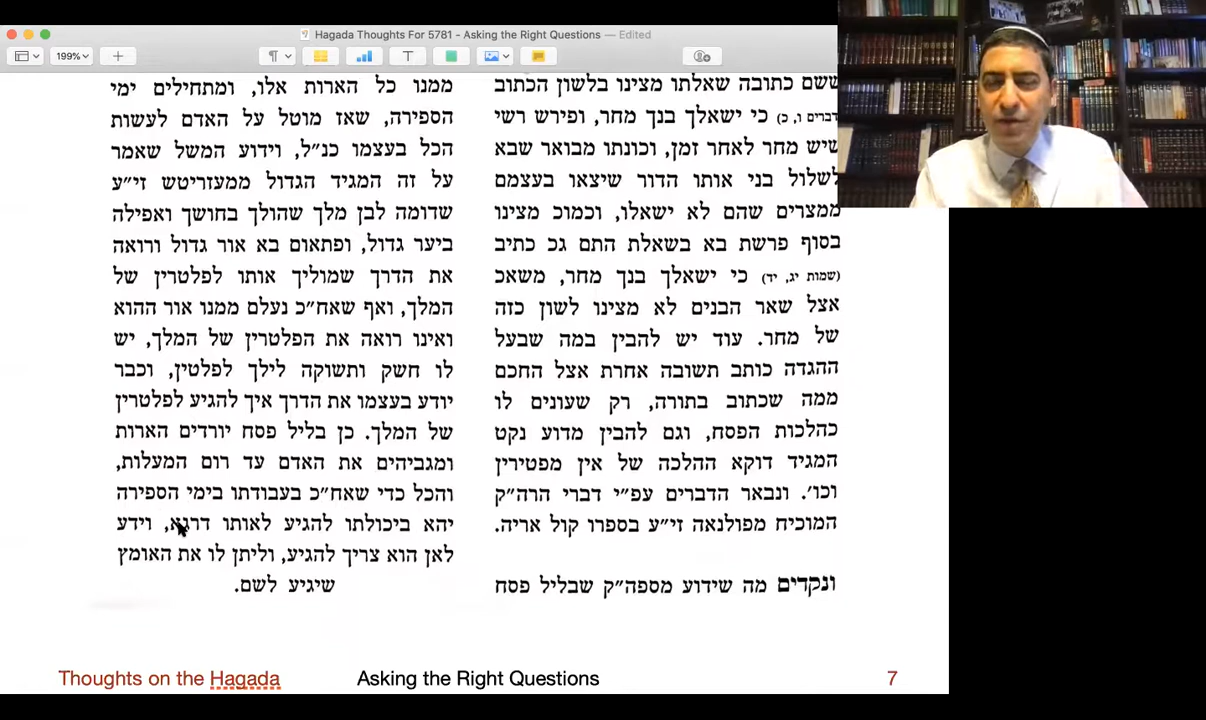 Hagada Thoughts For 5781 - Asking the Right Questions — Edited
199%
ששם כתובה שאלתו מצינו בלשון הכתוב
דברים ו, כ) כי ישאלך בנך מחר, ופירש רשי
שיש מחר לאחר זמן, וכונתו מבואר שבא
לשלול בני אותו הדור שיצאו בעצמם
ממצרים שהם לא ישאלו, וכמוכ מצינו
בסוף פרשת בא בשאלת התם גכ כתיב
(שמות יג, יד) כי ישאלך בנך מחר, משאכ
אצל שאר הבנים לא מצינו לשון כזה
של מחר. עוד יש להבין במה שבעל
ההגדה כותב תשובה אחרת אצל החכם
ממה שכתוב בתורה, רק שעונים לו
כהלכות הפסח, וגם להבין מדוע נקט
המגיד דוקא ההלכה של אין מפטירין
וכו׳. ונבאר הדברים עפ״י דברי הרה״ק
המוכיח מפולנאה זי״ע בספרו קול אריה.
ונקדים מה שידוע מספה״ק שבליל פסח
ממנו כל הארות אלו, ומתחילים ימי
הספירה, שאז מוטל על האדם לעשות
הכל בעצמו כנ״ל, וידוע המשל שאמר
על זה המגיד הגדול ממעזריטש זי״ע
שדומה לבן מלך שהולך בחושך ואפילה
ביער גדול, ופתאום בא אור גדול ורואה
את הדרך שמוליך אותו לפלטרין של
המלך, ואף שאח״כ נעלם ממנו אור ההוא
ואינו רואה את הפלטרין של המלך, יש
לו חשק ותשוקה לילך לפלטין, וכבר
יודע בעצמו את הדרך איך להגיע לפלטרין
של המלך. כן בליל פסח יורדים הארות
ומגביהים את האדם עד רום המעלות,
והכל כדי שאח״כ בעבודתו בימי הספירה
יהא ביכולתו להגיע לאותו דרגא, וידע
לאן הוא צריך להגיע, וליתן לו את האומץ
שיגיע לשם.
Thoughts on the Hagada
Asking the Right Questions
7